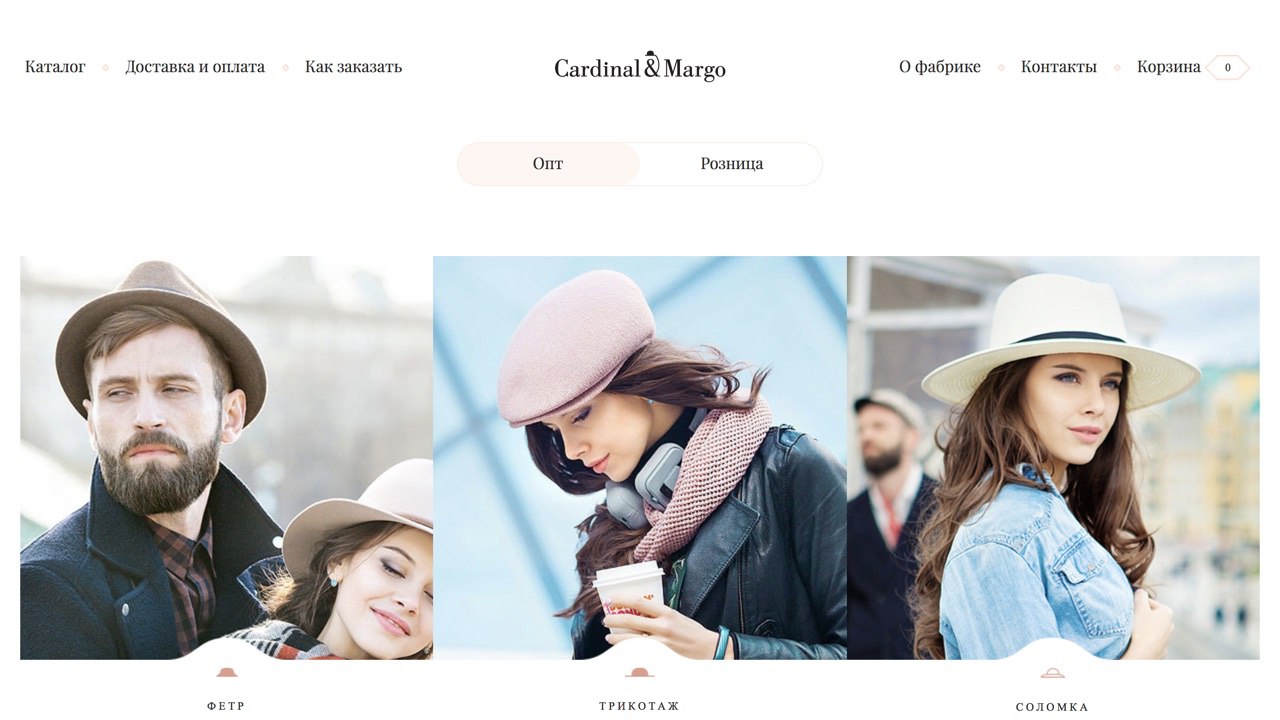 Каталог Доставка и оплата Как заказать Cardinal & Margo О фабрике Контакты Корзина 0
Опт Розница
ФЕТР ТРИКОТАЖ СОЛОМКА